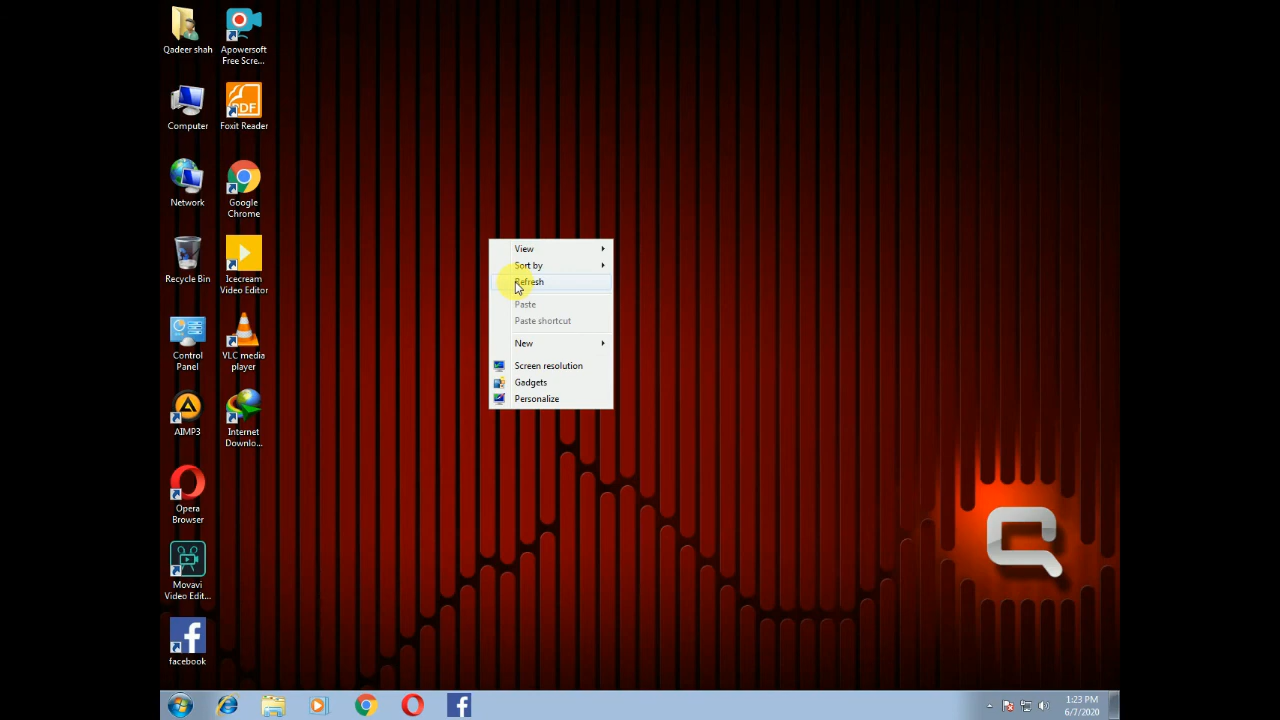 Qadeer shah
Apowersoft
Free Scre...
Computer
PDF
Foxit Reader
Network
Google
Chrome
Recycle Bin
Icecream
Video Editor
Control
Panel
VLC media
player
AIMP3
Internet
Downlo...
Opera
Browser
Movavi
Video Edit...
facebook
View
Sort by
Refresh
Paste
Paste shortcut
New
Screen resolution
Gadgets
Personalize
1:23 PM
6/7/2020